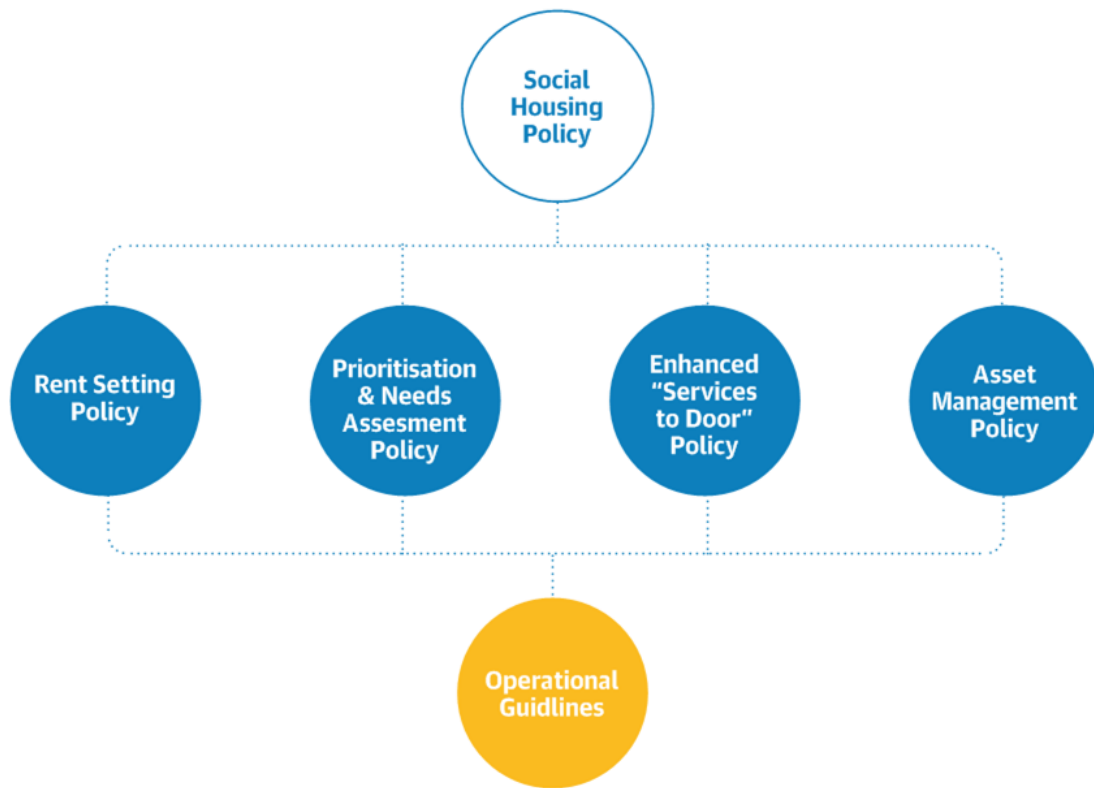 Social
Housing
Policy
Rent Setting
Policy
Prioritisation
& Needs
Assesment
Policy
Enhanced
“Services
to Door”
Policy
Asset
Management
Policy
Operational
Guidlines